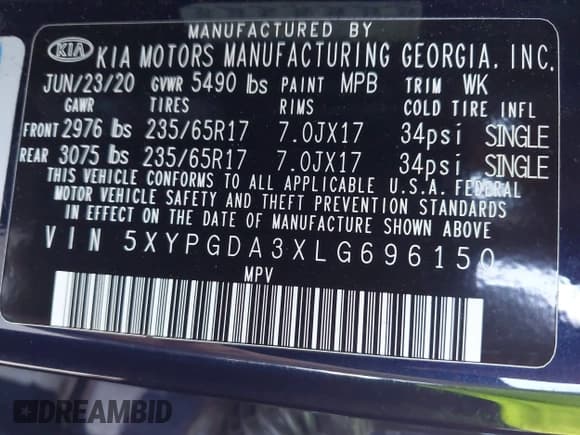 MANUFACTURED BY
KIA KIA MOTORS MANUFACTURING GEORGIA, INC.
JUN/23/20 GVWR 5490 lbs PAINT MPB TRIM WK
GAWR TIRES RIMS COLD TIRE INFL
FRONT 2976 lbs 235/65R17 7.0JX17 34psi SINGLE
REAR 3075 lbs 235/65R17 7.0JX17 34psi SINGLE
THIS VEHICLE CONFORMS TO ALL APPLICABLE U.S.A. FEDERAL
MOTOR VEHICLE SAFETY AND THEFT PREVENTION STANDARDS
IN EFFECT ON THE DATE OF MANUFACTURE SHOWN ABOVE
VIN 5XYPGDA3XLG696150
MPV
DREAMBID